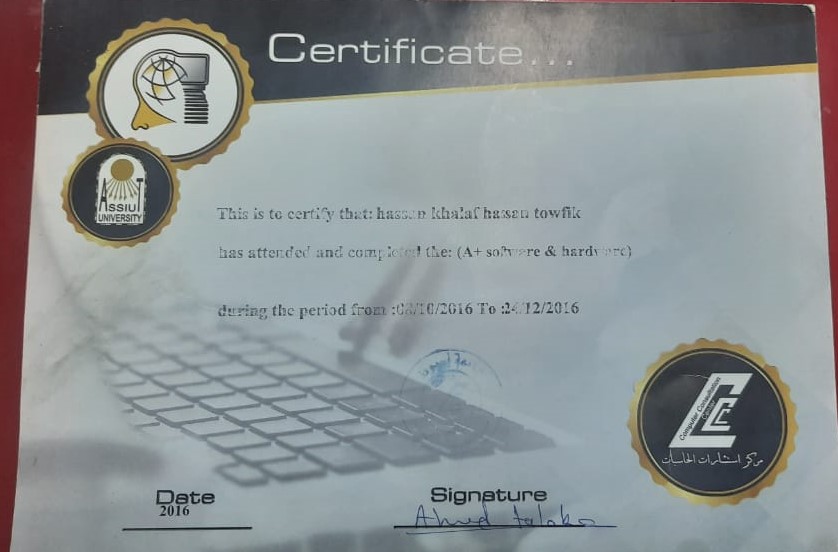 Certificate...
ASSIUT
UNIVERSITY
This is to certify that: hassan khalaf hassan towfik
has attended and completed the: (A+ software & hardware)
during the period from :08/10/2016 To :24/12/2016
Computer Consultation
Center
مركز استشارات الحاسبات
Date
2016
Signature
Ahmed